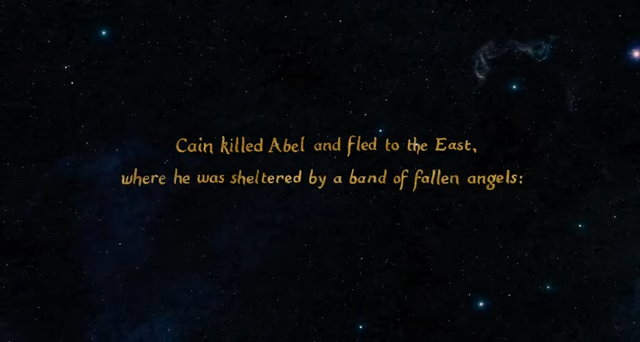 Cain killed Abel and fled to the East,
where he was sheltered by a band of fallen angels: